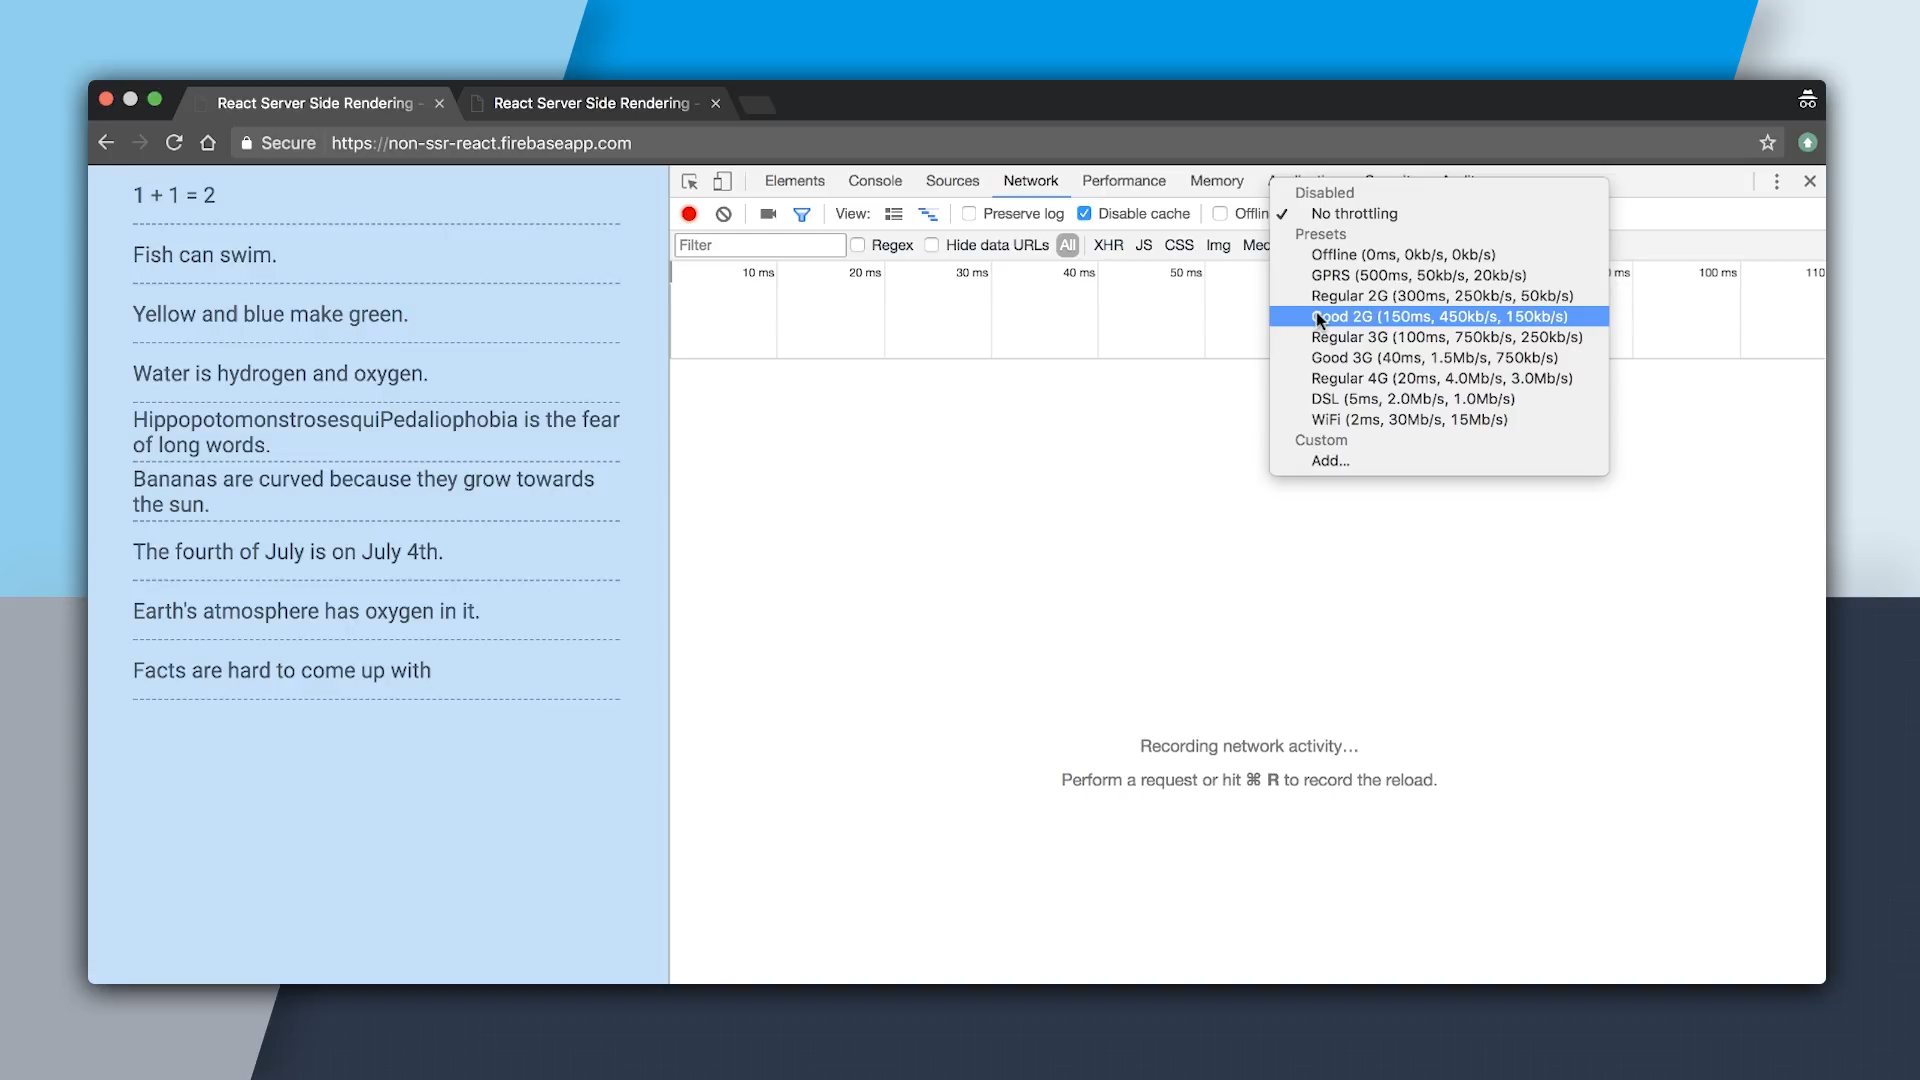 React Server Side Rendering -
React Server Side Rendering -
Secure https://non-ssr-react.firebaseapp.com
1 + 1 = 2
Fish can swim.
Yellow and blue make green.
Water is hydrogen and oxygen.
HippopotomonstrosesquiPedaliophobia is the fear
of long words.
Bananas are curved because they grow towards
the sun.
The fourth of July is on July 4th.
Earth's atmosphere has oxygen in it.
Facts are hard to come up with
Elements Console Sources Network Performance Memory
View: Preserve log Disable cache Offlin
Filter Regex Hide data URLs All XHR JS CSS Img Med
10 ms 20 ms 30 ms 40 ms 50 ms ms 100 ms 110
Disabled
No throttling
Presets
Offline (0ms, 0kb/s, 0kb/s)
GPRS (500ms, 50kb/s, 20kb/s)
Regular 2G (300ms, 250kb/s, 50kb/s)
Good 2G (150ms, 450kb/s, 150kb/s)
Regular 3G (100ms, 750kb/s, 250kb/s)
Good 3G (40ms, 1.5Mb/s, 750kb/s)
Regular 4G (20ms, 4.0Mb/s, 3.0Mb/s)
DSL (5ms, 2.0Mb/s, 1.0Mb/s)
WiFi (2ms, 30Mb/s, 15Mb/s)
Custom
Add...
Recording network activity...
Perform a request or hit ⌘ R to record the reload.